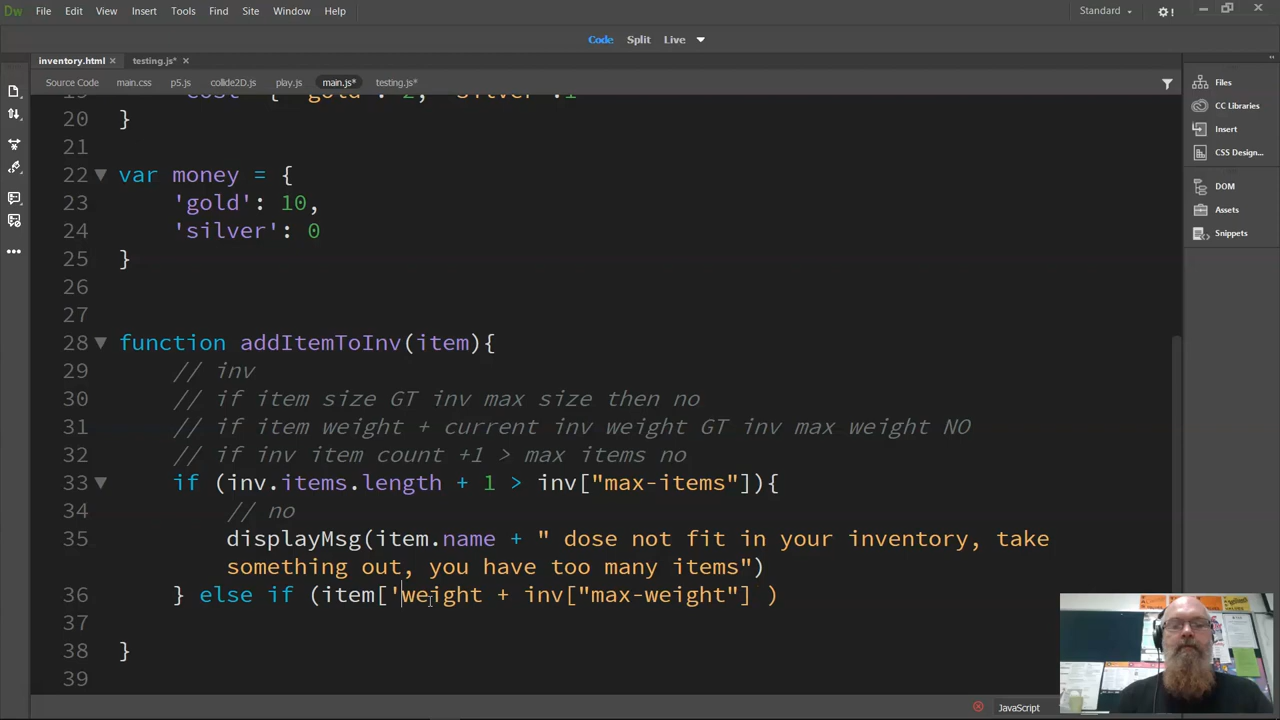 Dw File Edit View Insert Tools Find Site Window Help Standard
Code Split Live
inventory.html testing.js*
Source Code main.css p5.js collide2D.js play.js main.js* testing.js*
20 }
21
22 var money = {
23 'gold': 10,
24 'silver': 0
25 }
26
27
28 function addItemToInv(item){
29 // inv
30 // if item size GT inv max size then no
31 // if item weight + current inv weight GT inv max weight NO
32 // if inv item count +1 > max items no
33 if (inv.items.length + 1 > inv["max-items"]){
34 // no
35 displayMsg(item.name + " dose not fit in your inventory, take
something out, you have too many items")
36 } else if (item['weight + inv["max-weight"] )
37
38 }
39
Files
CC Libraries
Insert
CSS Design...
DOM
Assets
Snippets
JavaScript